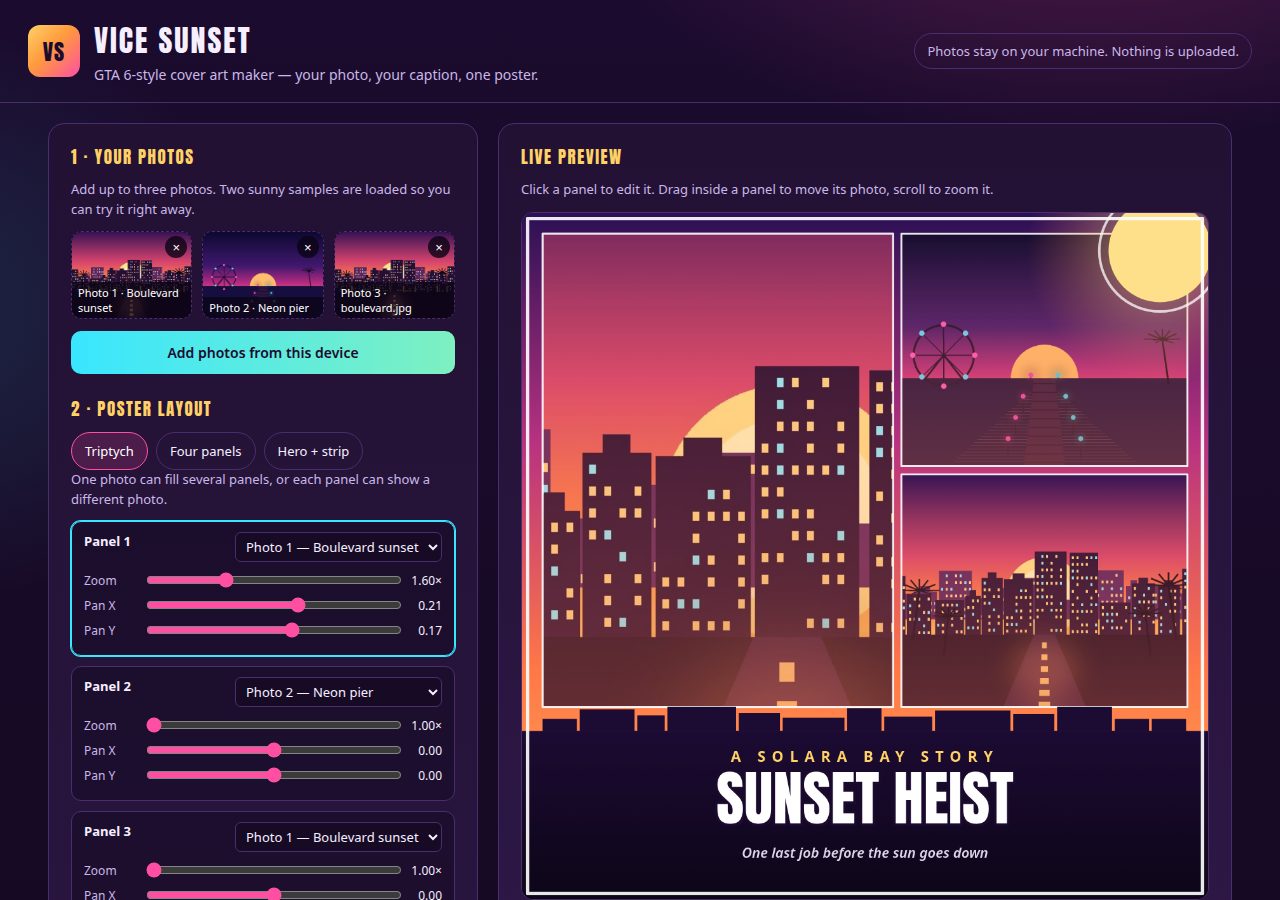 VS
VICE SUNSET
GTA 6-style cover art maker — your photo, your caption, one poster.
Photos stay on your machine. Nothing is uploaded.
1 · YOUR PHOTOS
Add up to three photos. Two sunny samples are loaded so you
can try it right away.
×
×
×
Photo 1 · Boulevard
sunset
Photo 2 · Neon pier
Photo 3 ·
boulevard.jpg
Add photos from this device
2 · POSTER LAYOUT
Triptych
Four panels
Hero + strip
One photo can fill several panels, or each panel can show a
different photo.
Panel 1
Photo 1 — Boulevard sunset
Zoom
1.60×
Pan X
0.21
Pan Y
0.17
Panel 2
Photo 2 — Neon pier
Zoom
1.00×
Pan X
0.00
Pan Y
0.00
Panel 3
Photo 1 — Boulevard sunset
Zoom
1.00×
Pan X
0.00
LIVE PREVIEW
Click a panel to edit it. Drag inside a panel to move its photo, scroll to zoom it.
A SOLARA BAY STORY
SUNSET HEIST
One last job before the sun goes down